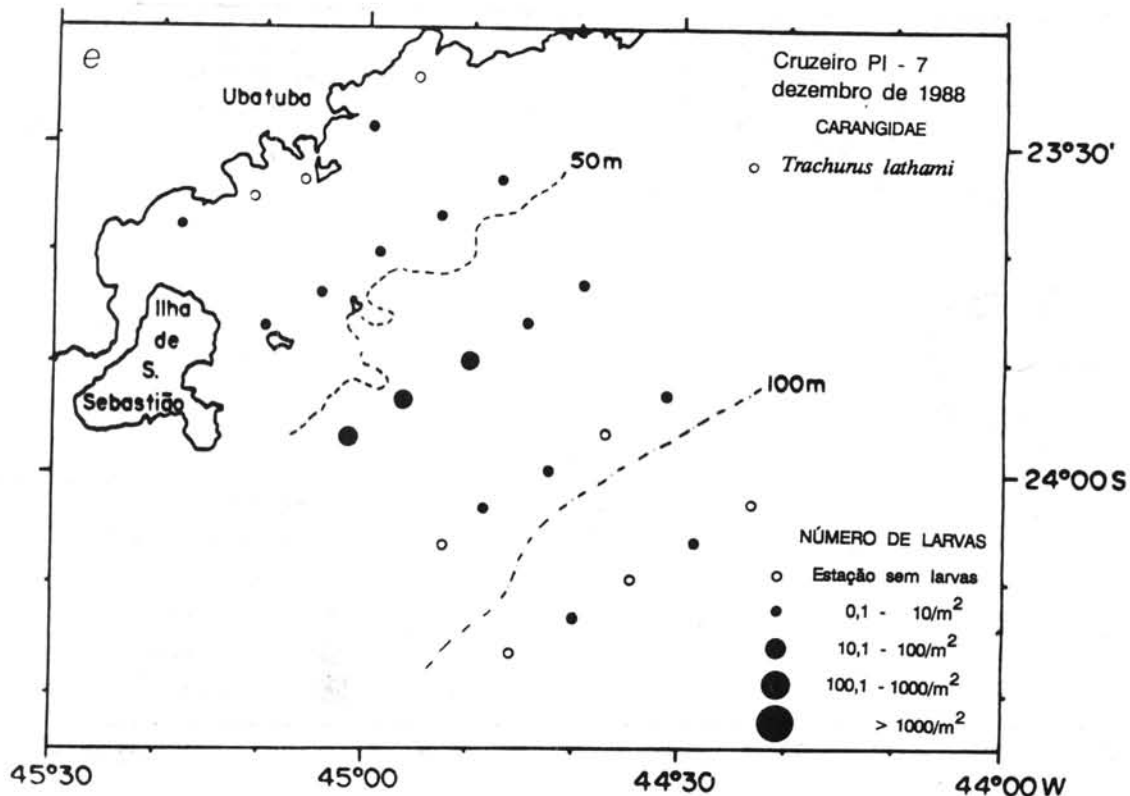 e
Cruzeiro PI - 7
dezembro de 1988
CARANGIDAE
Trachurus lathami
Ubatuba
50m
23°30'
Ilha
de
S.
Sebastião
100m
24°00S
NÚMERO DE LARVAS
Estação sem larvas
0,1 - 10/m²
10,1 - 100/m²
100,1 - 1000/m²
> 1000/m²
45°30
45°00
44°30
44°00W